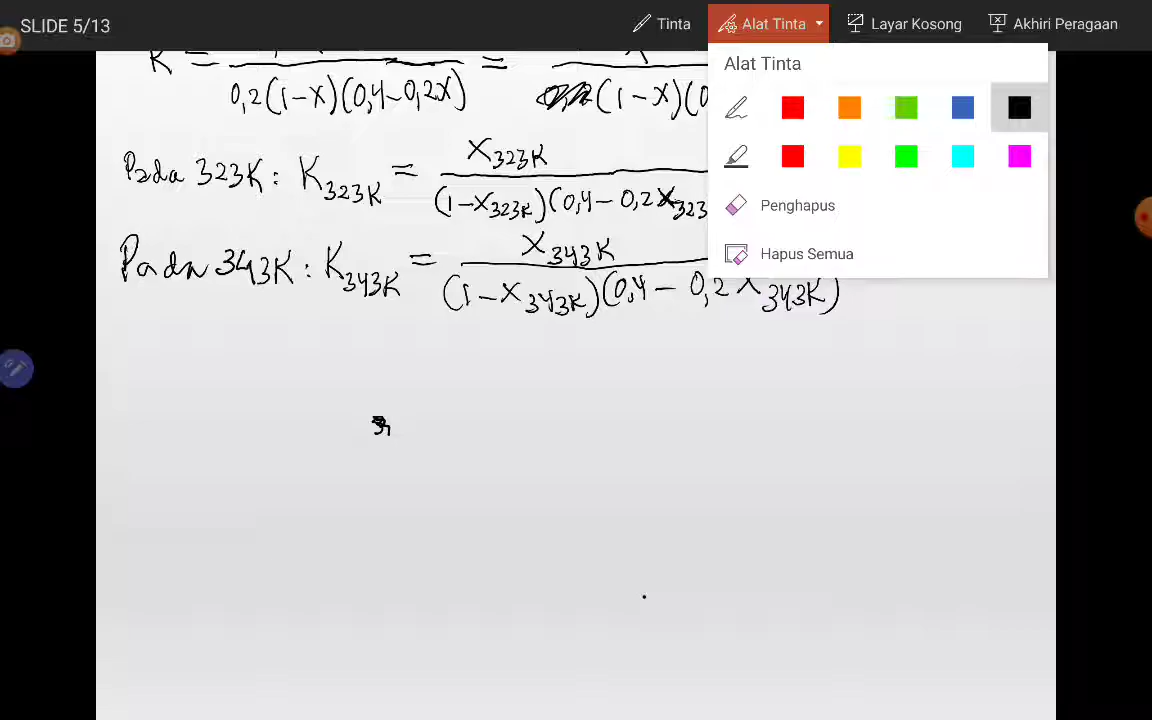 SLIDE 5/13
Tinta
Alat Tinta
Layar Kosong
Akhiri Peragaan
Alat Tinta
Penghapus
Hapus Semua
K = 0,2(1-x)(0,4-0,2x) = (1-x)(0
Pada 323K: K323K = X323K / (1-X323K)(0,4-0,2X323
Pada 343K: K343K = X343K / (1-X343K)(0,4-0,2X343K)